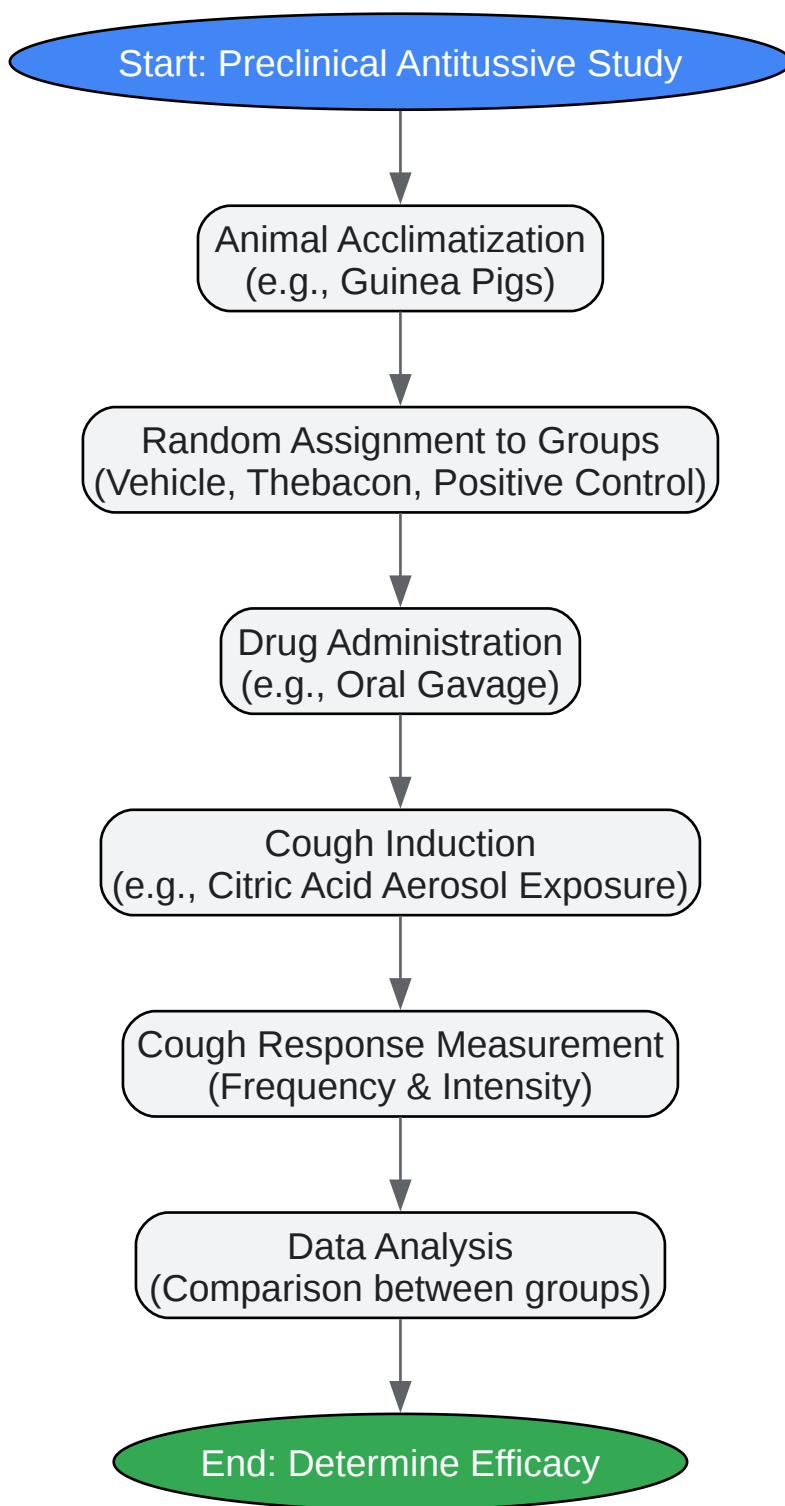 Start: Preclinical Antitussive Study
Animal Acclimatization
(e.g., Guinea Pigs)
Random Assignment to Groups
(Vehicle, Thebacon, Positive Control)
Drug Administration
(e.g., Oral Gavage)
Cough Induction
(e.g., Citric Acid Aerosol Exposure)
Cough Response Measurement
(Frequency & Intensity)
Data Analysis
(Comparison between groups)
End: Determine Efficacy